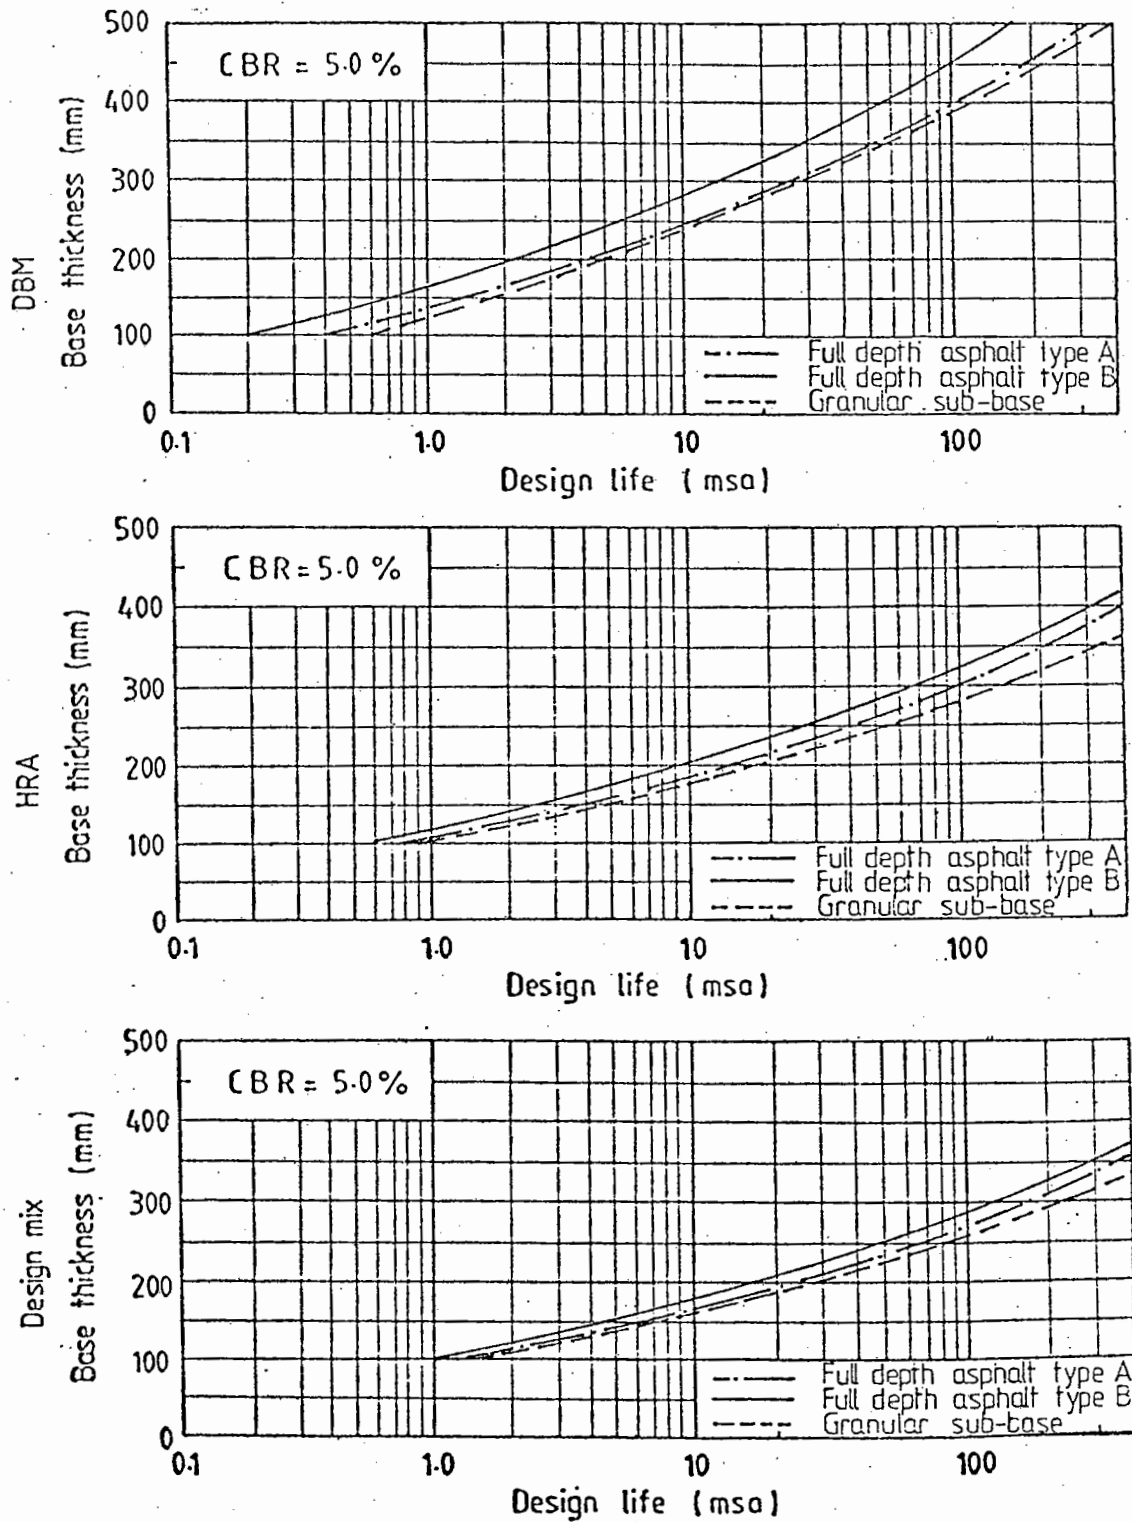 500
CBR = 5.0 %
400
300
200
100
0
DBM
Base thickness (mm)
Full depth asphalt type A
Full depth asphalt type B
Granular sub-base
0.1 1.0 10 100
Design life (msa)
500
CBR = 5.0 %
400
300
200
100
0
HRA
Base thickness (mm)
Full depth asphalt type A
Full depth asphalt type B
Granular sub-base
0.1 1.0 10 100
Design life (msa)
500
CBR = 5.0%
400
300
200
100
0
Design mix
Base thickness (mm)
Full depth asphalt type A
Full depth asphalt type B
Granular sub-base
0.1 1.0 10 100
Design life (msa)